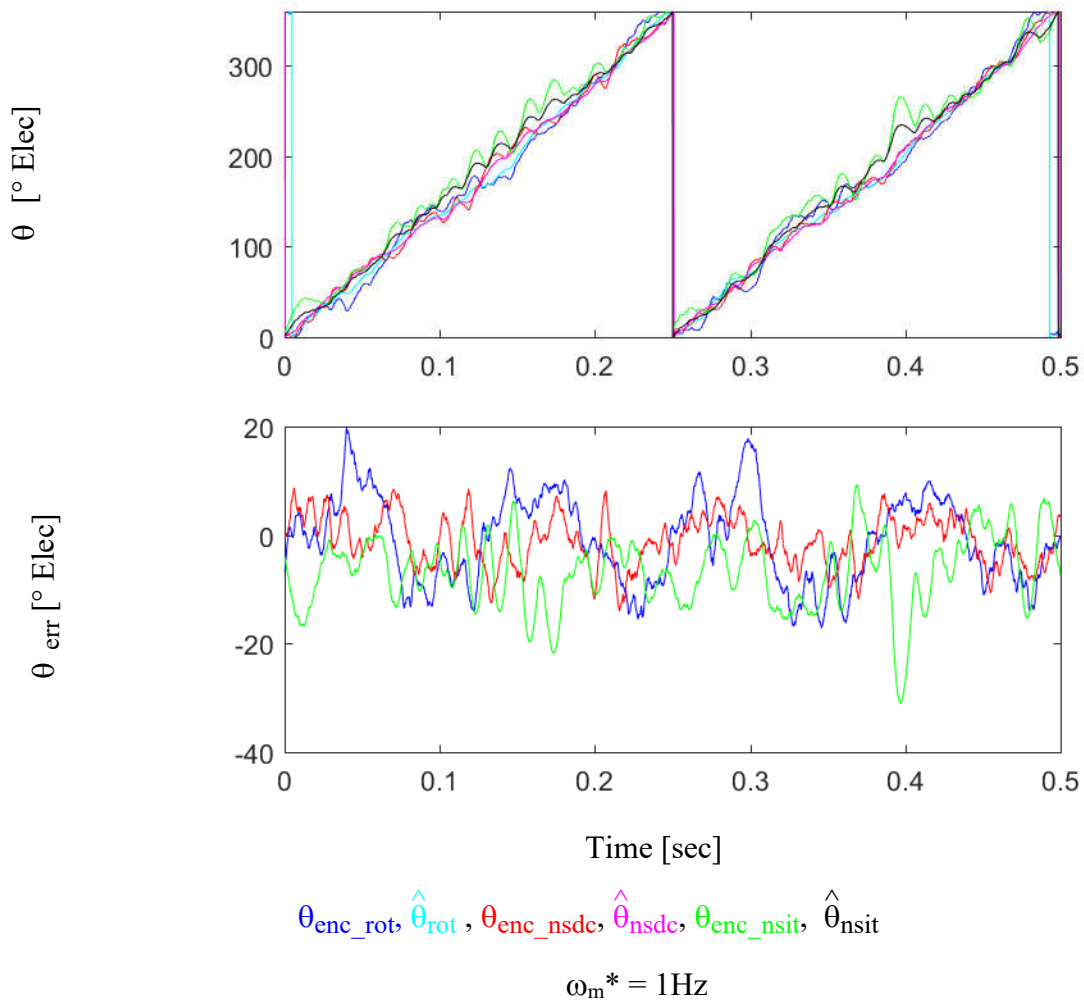 θ [° Elec]
300
200
100
0
0 0.1 0.2 0.3 0.4 0.5
θ err [° Elec]
20
0
-20
-40
0 0.1 0.2 0.3 0.4 0.5
Time [sec]
θenc_rot, θ̂rot , θenc_nsdc, θ̂nsdc, θenc_nsit, θ̂nsit
ωm* = 1Hz